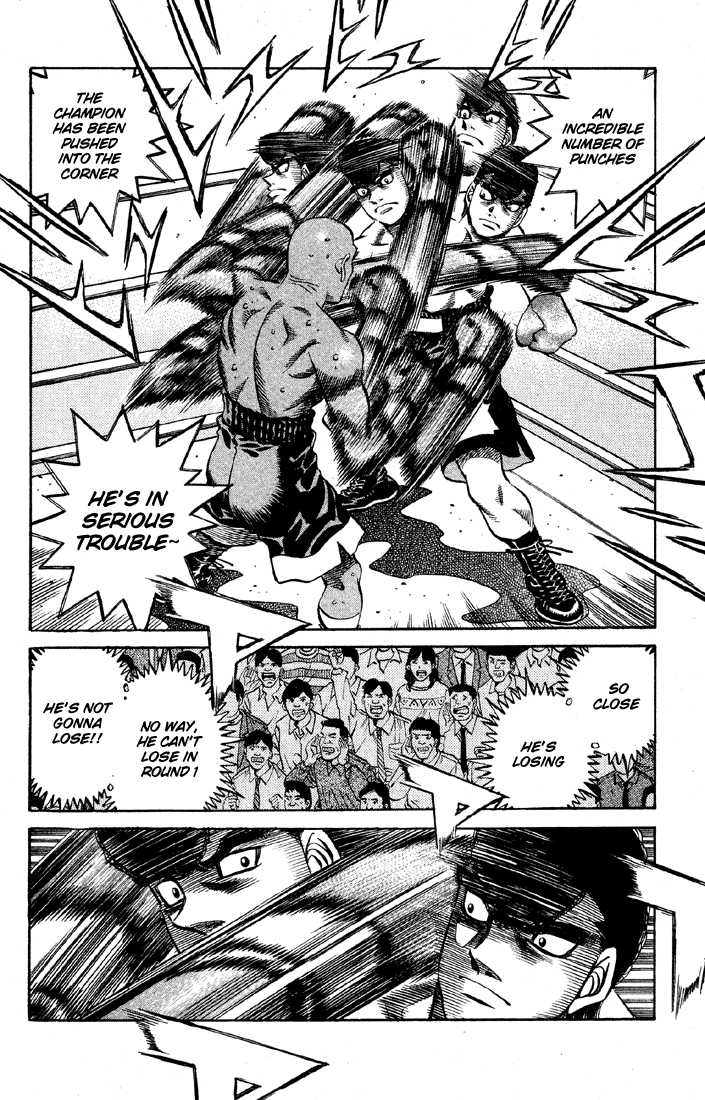 AN
INCREDIBLE
NUMBER OF
PUNCHES
THE
CHAMPION
HAS BEEN
PUSHED
INTO THE
CORNER
HE'S IN
SERIOUS
TROUBLE~
SO
CLOSE
HE'S
LOSING
NO WAY,
HE CAN'T
LOSE IN
ROUND 1
HE'S NOT
GONNA
LOSE!!